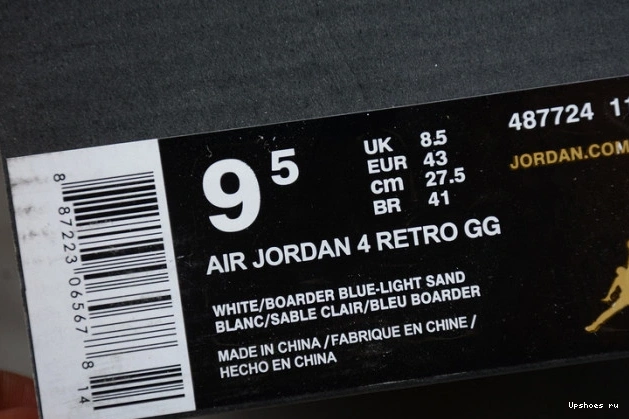 9 5
UK 8.5
EUR 43
cm 27.5
BR 41
487724 11
JORDAN.COM
AIR JORDAN 4 RETRO GG
WHITE/BOARDER BLUE-LIGHT SAND
BLANC/SABLE CLAIR/BLEU BOARDER
MADE IN CHINA / FABRIQUE EN CHINE /
HECHO EN CHINA
8 87223 06567 8 14
Upshoes ru